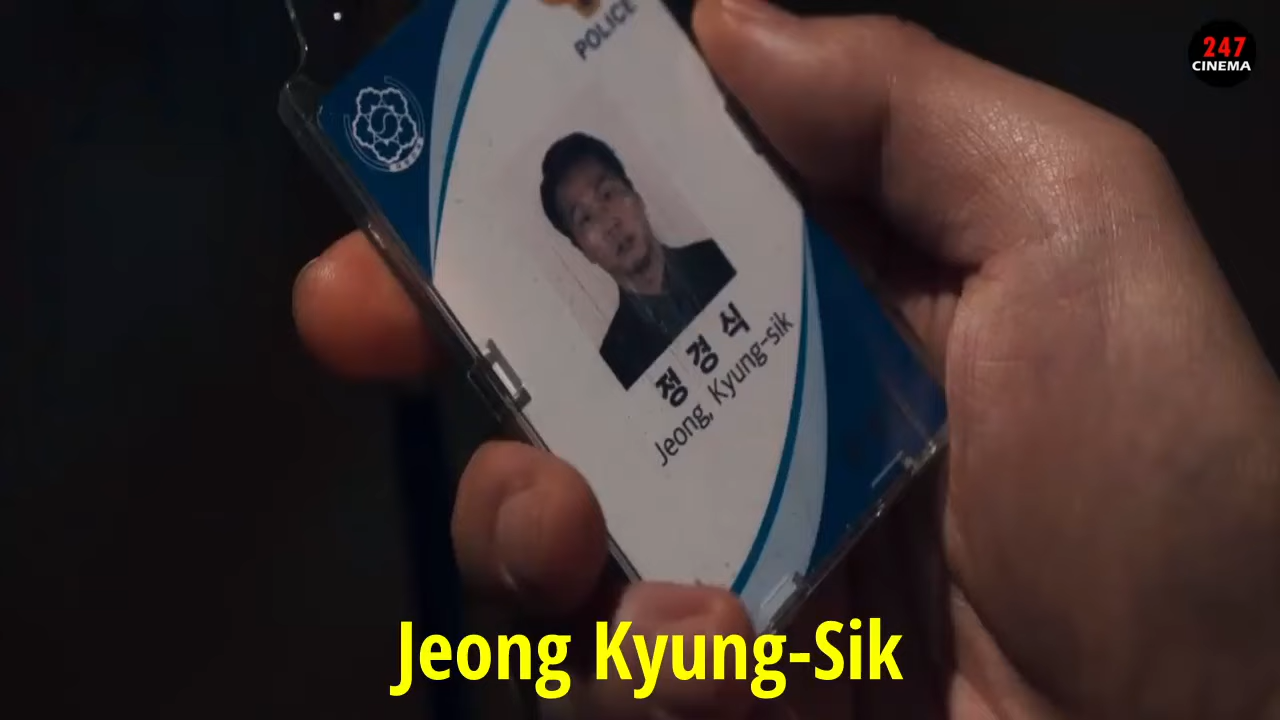 247
CINEMA
POLICE
정경식
Jeong, Kyung-sik
Jeong Kyung-Sik